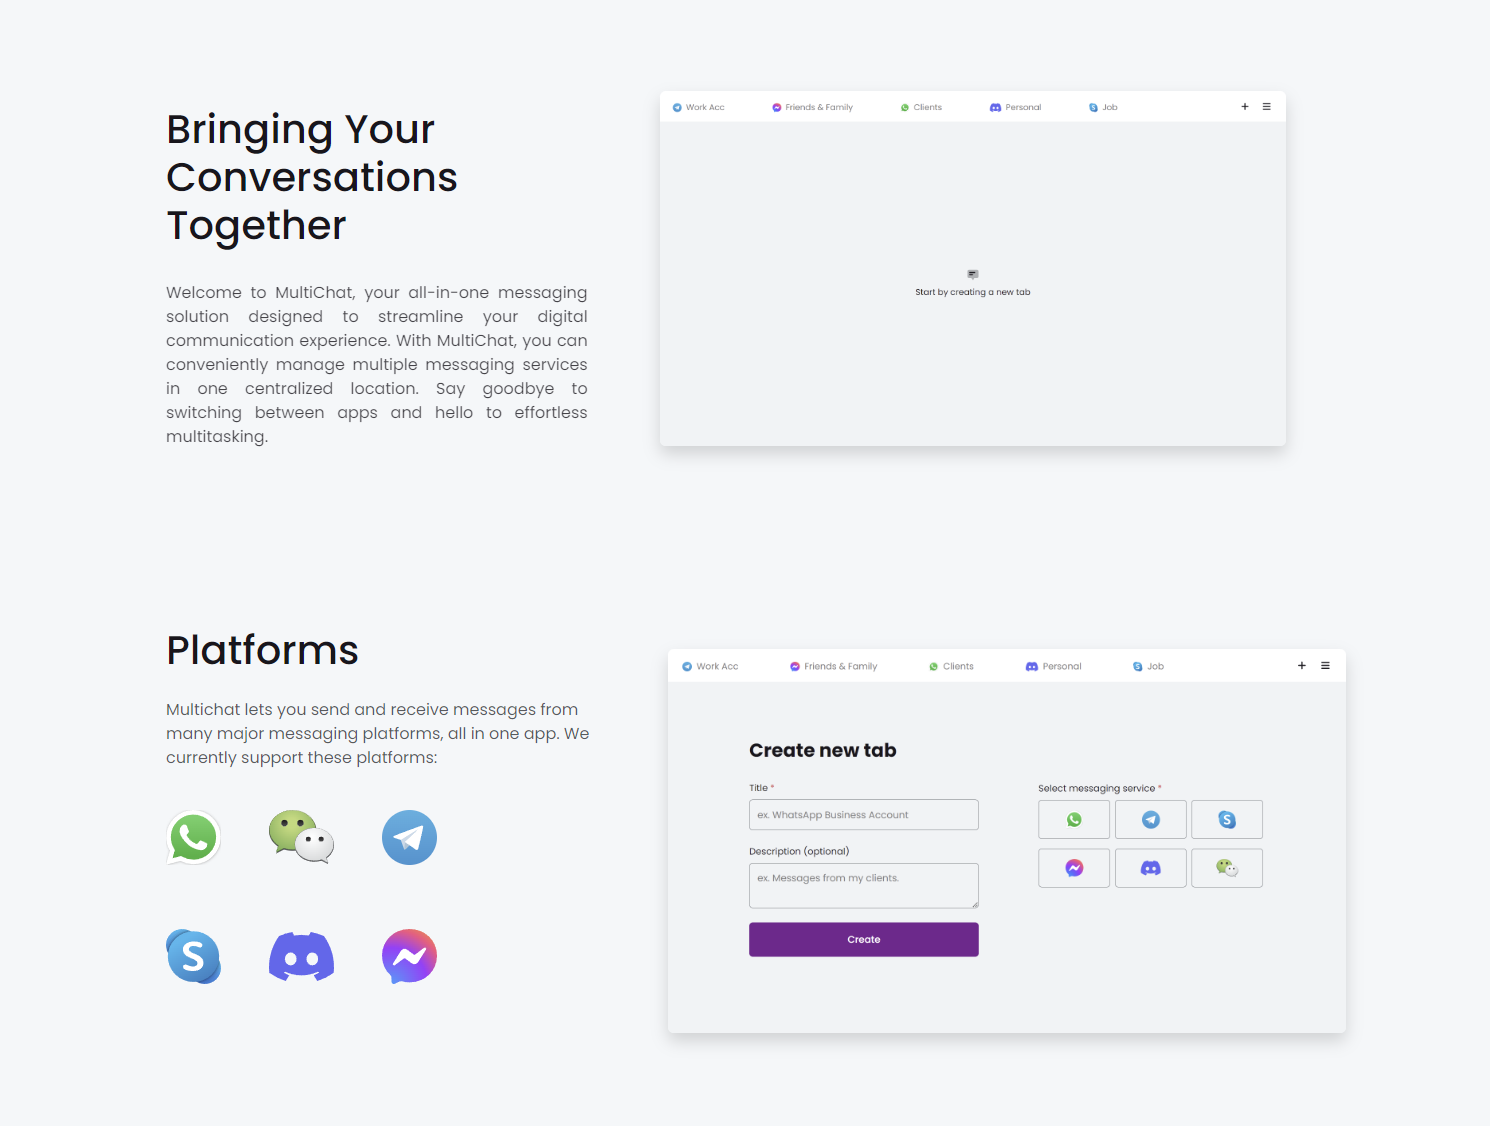 Bringing Your
Conversations
Together
Welcome to MultiChat, your all-in-one messaging
solution designed to streamline your digital
communication experience. With MultiChat, you can
conveniently manage multiple messaging services
in one centralized location. Say goodbye to
switching between apps and hello to effortless
multitasking.
Work Acc Friends & Family Clients Personal Job
Start by creating a new tab
Platforms
Multichat lets you send and receive messages from
many major messaging platforms, all in one app. We
currently support these platforms:
Work Acc Friends & Family Clients Personal Job
Create new tab
Title *
ex. WhatsApp Business Account
Description (optional)
ex. Messages from my clients.
Create
Select messaging service *